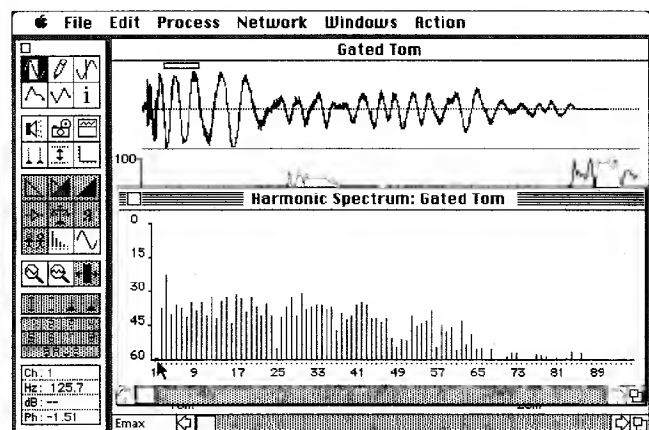 File Edit Process Network Windows Action
Gated Tom
100
Harmonic Spectrum: Gated Tom
0
15
30
45
60
1 9 17 25 33 41 49 57 65 73 81 89
Ch: 1
Hz: 125.7
dB: --
Ph: -1.51
Emax